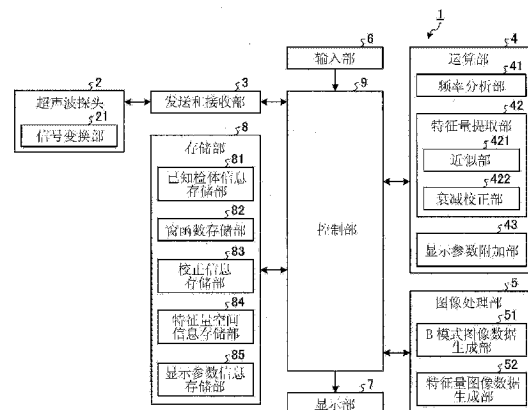 1
2
超声波探头
21
信号变换部
3
发送和接收部
6
输入部
9
控制部
4
运算部
41
频率分析部
42
特征量提取部
421
近似部
422
衰减校正部
43
显示参数附加部
8
存储部
81
已知检体信息
存储部
82
窗函数存储部
83
校正信息
存储部
84
特征量空间
信息存储部
85
显示参数信息
存储部
5
图像处理部
51
B模式图像数据
生成部
52
特征量图像数据
生成部
7
显示部